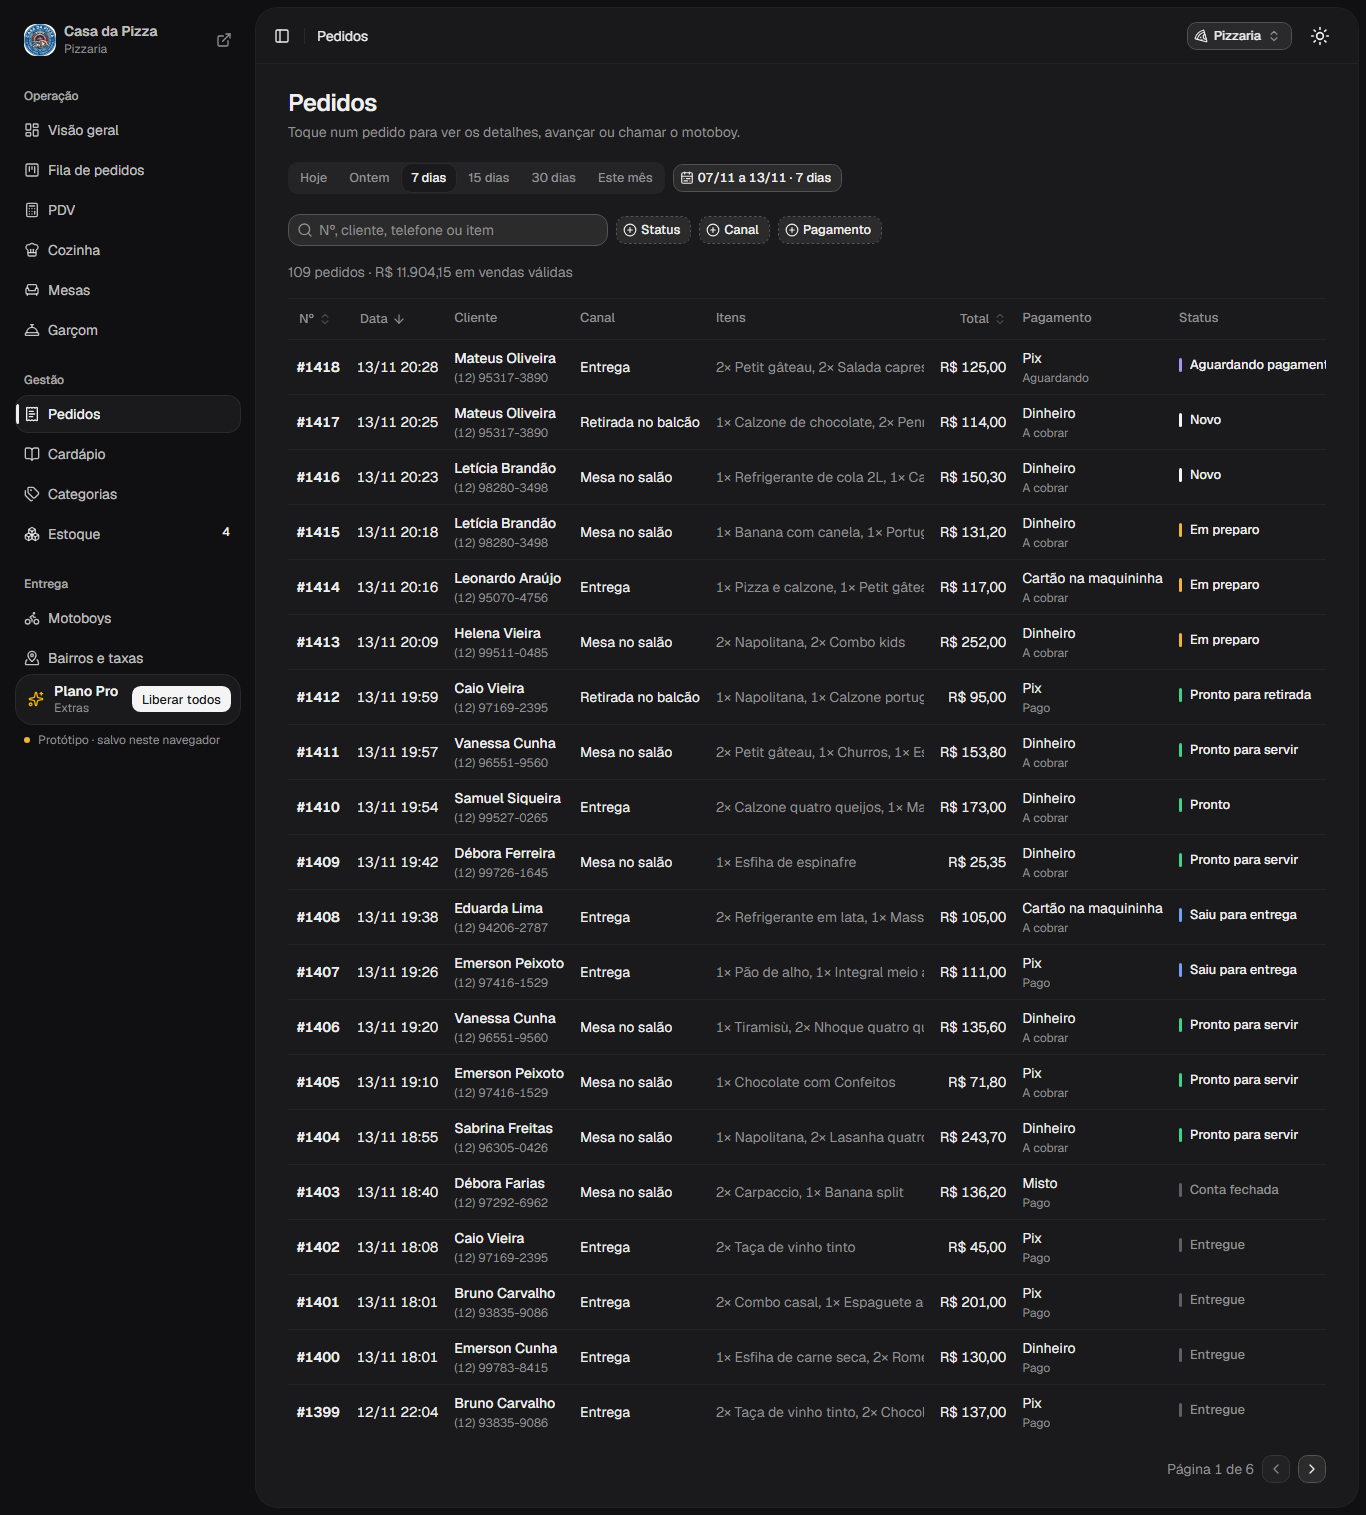 Casa da Pizza
Pizzaria
Operação
Visão geral
Fila de pedidos
PDV
Cozinha
Mesas
Garçom
Gestão
Pedidos
Cardápio
Categorias
Estoque 4
Entrega
Motoboys
Bairros e taxas
Plano Pro
Extras
Liberar todos
Protótipo · salvo neste navegador
Pedidos
Pizzaria
Pedidos
Toque num pedido para ver os detalhes, avançar ou chamar o motoboy.
Hoje Ontem 7 dias 15 dias 30 dias Este mês 07/11 a 13/11 · 7 dias
Nº, cliente, telefone ou item Status Canal Pagamento
109 pedidos · R$ 11.904,15 em vendas válidas
Nº Data Cliente Canal Itens Total Pagamento Status
#1418 13/11 20:28 Mateus Oliveira Entrega 2× Petit gâteau, 2× Salada capres R$ 125,00 Pix Aguardando pagament
(12) 95317-3890 Aguardando
#1417 13/11 20:25 Mateus Oliveira Retirada no balcão 1× Calzone de chocolate, 2× Pen R$ 114,00 Dinheiro Novo
(12) 95317-3890 A cobrar
#1416 13/11 20:23 Letícia Brandão Mesa no salão 1× Refrigerante de cola 2L, 1× Ca R$ 150,30 Dinheiro Novo
(12) 98280-3498 A cobrar
#1415 13/11 20:18 Letícia Brandão Mesa no salão 1× Banana com canela, 1× Portug R$ 131,20 Dinheiro Em preparo
(12) 98280-3498 A cobrar
#1414 13/11 20:16 Leonardo Araújo Entrega 1× Pizza e calzone, 1× Petit gâtea R$ 117,00 Cartão na maquininha Em preparo
(12) 95070-4756 A cobrar
#1413 13/11 20:09 Helena Vieira Mesa no salão 2× Napolitana, 2× Combo kids R$ 252,00 Dinheiro Em preparo
(12) 99511-0485 A cobrar
#1412 13/11 19:59 Caio Vieira Retirada no balcão 1× Napolitana, 1× Calzone portug R$ 95,00 Pix Pronto para retirada
(12) 97169-2395 Pago
#1411 13/11 19:57 Vanessa Cunha Mesa no salão 2× Petit gâteau, 1× Churros, 1× Es R$ 153,80 Dinheiro Pronto para servir
(12) 96551-9560 A cobrar
#1410 13/11 19:54 Samuel Siqueira Entrega 2× Calzone quatro queijos, 1× Ma R$ 173,00 Dinheiro Pronto
(12) 99527-0265 A cobrar
#1409 13/11 19:42 Débora Ferreira Mesa no salão 1× Esfiha de espinafre R$ 25,35 Dinheiro Pronto para servir
(12) 99726-1645 A cobrar
#1408 13/11 19:38 Eduarda Lima Entrega 2× Refrigerante em lata, 1× Mass R$ 105,00 Cartão na maquininha Saiu para entrega
(12) 94206-2787 A cobrar
#1407 13/11 19:26 Emerson Peixoto Entrega 1× Pão de alho, 1× Integral meio a R$ 111,00 Pix Saiu para entrega
(12) 97416-1529 Pago
#1406 13/11 19:20 Vanessa Cunha Mesa no salão 1× Tiramisù, 2× Nhoque quatro qu R$ 135,60 Dinheiro Pronto para servir
(12) 96551-9560 A cobrar
#1405 13/11 19:10 Emerson Peixoto Mesa no salão 1× Chocolate com Confeitos R$ 71,80 Pix Pronto para servir
(12) 97416-1529 A cobrar
#1404 13/11 18:55 Sabrina Freitas Mesa no salão 1× Napolitana, 2× Lasanha quatro R$ 243,70 Dinheiro Pronto para servir
(12) 96305-0426 A cobrar
#1403 13/11 18:40 Débora Farias Mesa no salão 2× Carpaccio, 1× Banana split R$ 136,20 Misto Conta fechada
(12) 97292-6962 Pago
#1402 13/11 18:08 Caio Vieira Entrega 2× Taça de vinho tinto R$ 45,00 Pix Entregue
(12) 97169-2395 Pago
#1401 13/11 18:01 Bruno Carvalho Entrega 2× Combo casal, 1× Espaguete a R$ 201,00 Pix Entregue
(12) 93835-9086 Pago
#1400 13/11 18:01 Emerson Cunha Entrega 1× Esfiha de carne seca, 2× Rome R$ 130,00 Dinheiro Entregue
(12) 99783-8415 Pago
#1399 12/11 22:04 Bruno Carvalho Entrega 2× Taça de vinho tinto, 2× Chocol R$ 137,00 Pix Entregue
(12) 93835-9086 Pago
Página 1 de 6